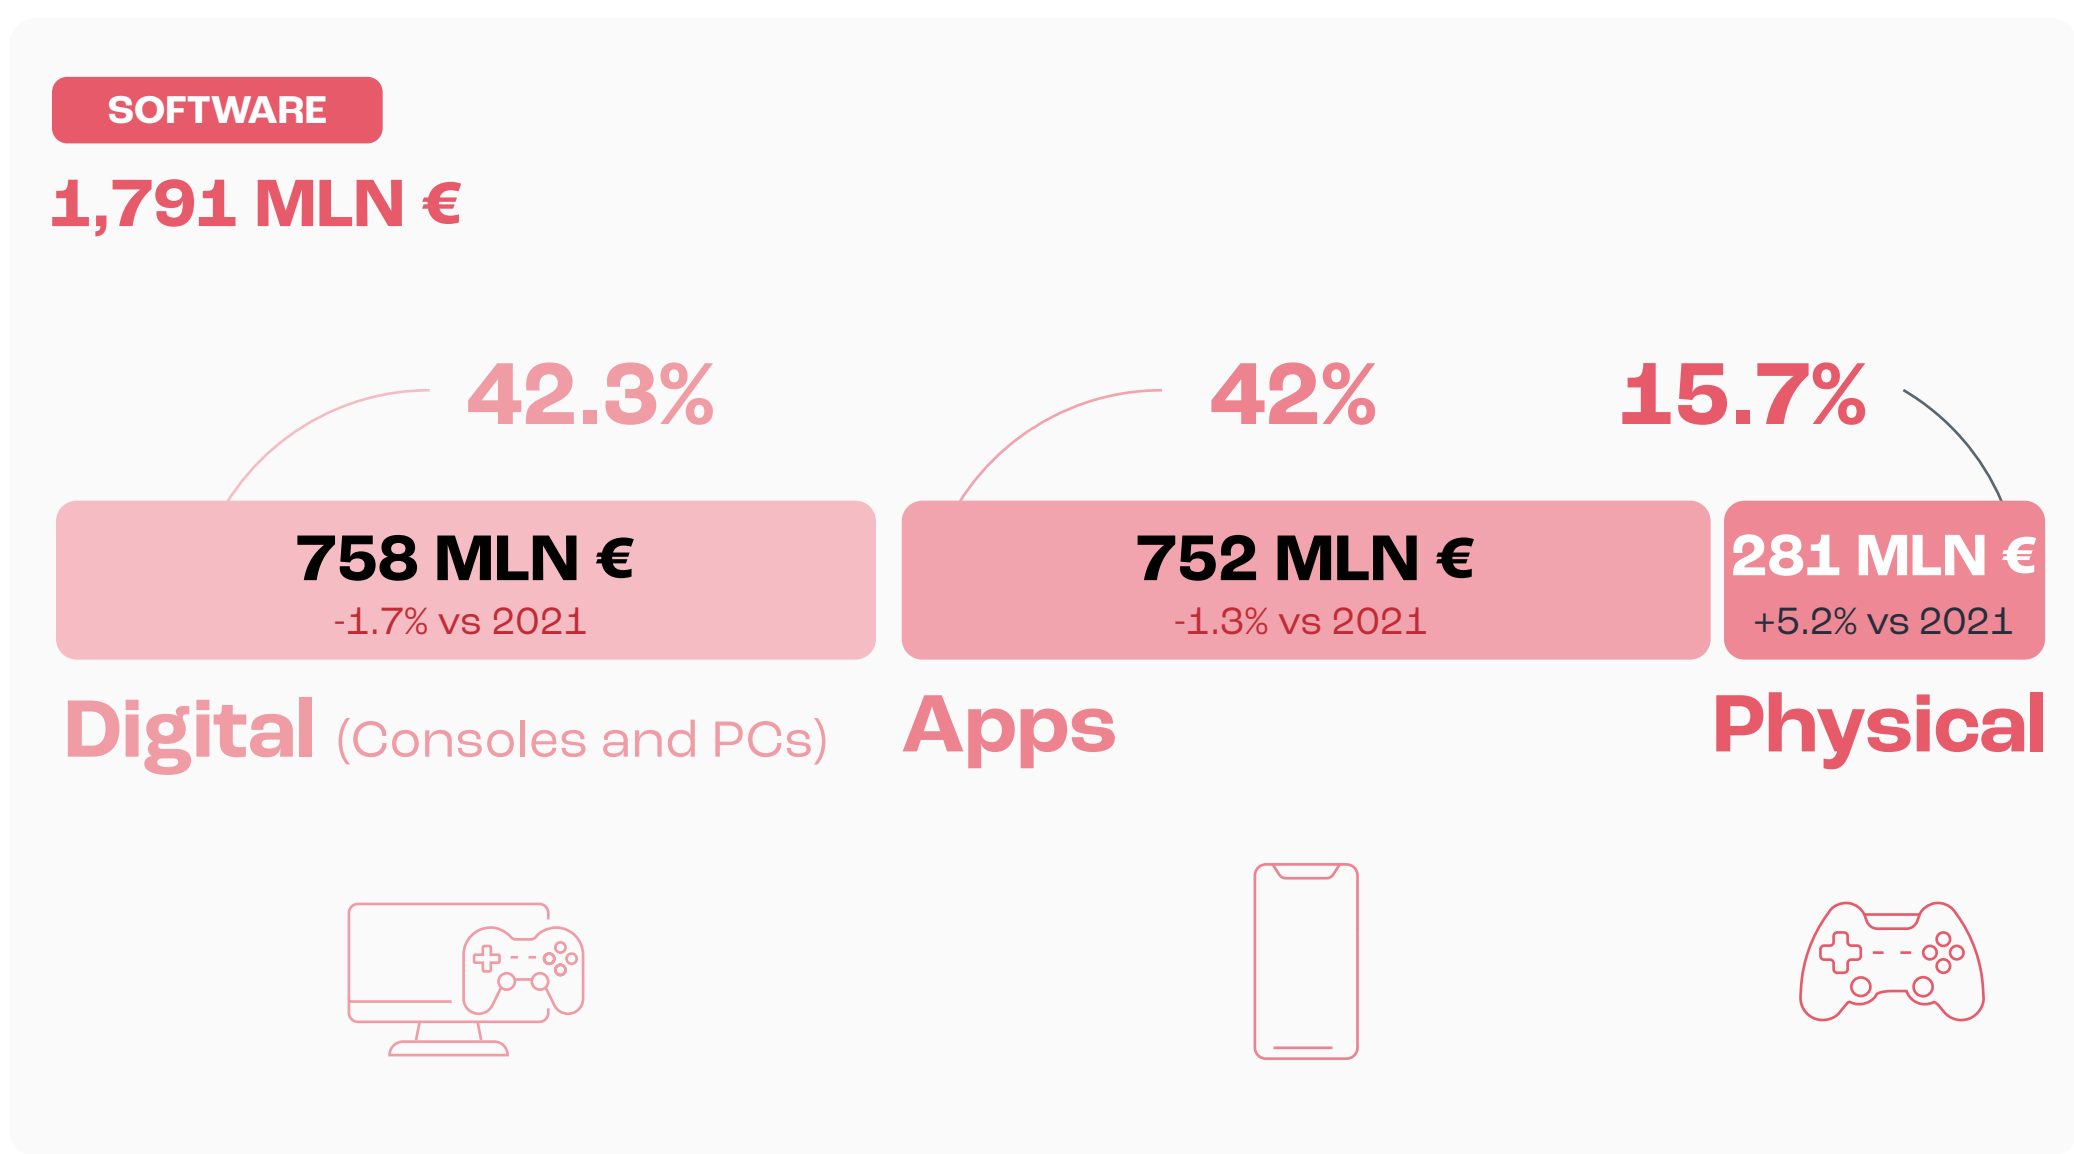 SOFTWARE
1,791 MLN €
42.3%
42%
15.7%
758 MLN €
-1.7% vs 2021
752 MLN €
-1.3% vs 2021
281 MLN €
+5.2% vs 2021
Digital (Consoles and PCs)
Apps
Physical